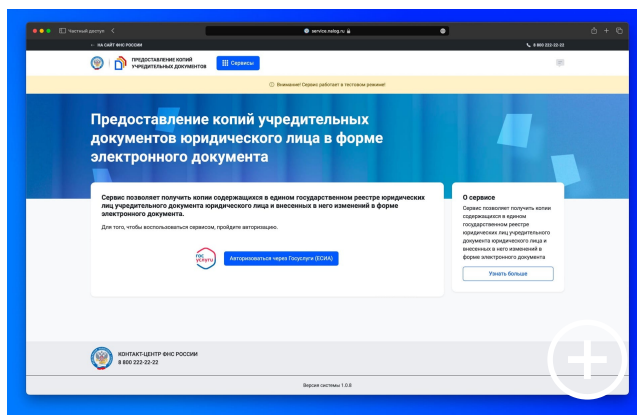 Частный доступ
service.nalog.ru
← НА САЙТ ФНС РОССИИ
8 800 222-22-22
ПРЕДОСТАВЛЕНИЕ КОПИЙ
УЧРЕДИТЕЛЬНЫХ ДОКУМЕНТОВ
Сервисы
Внимание! Сервис работает в тестовом режиме!
Предоставление копий учредительных
документов юридического лица в форме
электронного документа
Сервис позволяет получить копии содержащихся в едином государственном реестре юридических
лиц учредительного документа юридического лица и внесенных в него изменений в форме
электронного документа.
Для того, чтобы воспользоваться сервисом, пройдите авторизацию.
гос
услуги
Авторизоваться через Госуслуги (ЕСИА)
О сервисе
Сервис позволяет получить копии
содержащихся в едином
государственном реестре
юридических лиц учредительного
документа юридического лица и
внесенных в него изменений в
форме электронного документа
Узнать больше
КОНТАКТ-ЦЕНТР ФНС РОССИИ
8 800 222-22-22
Версия системы 1.0.8